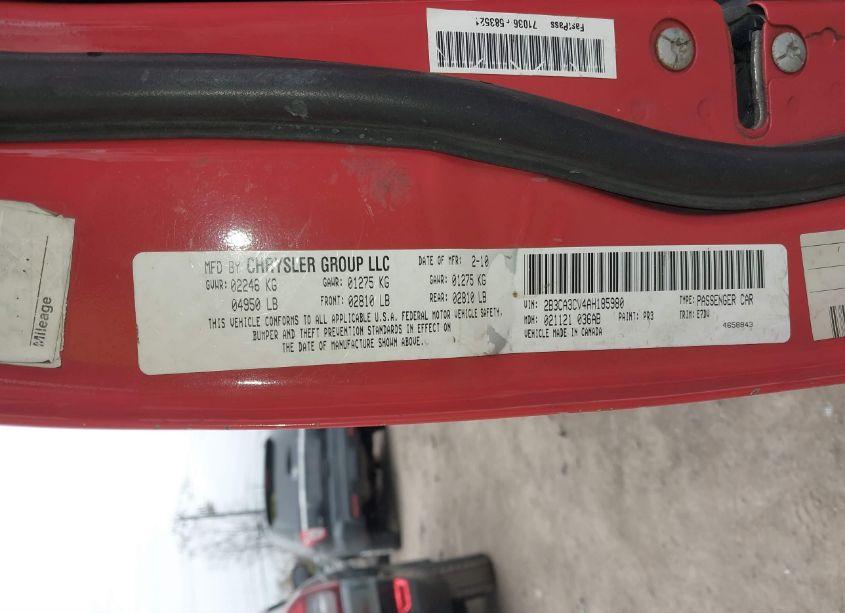 FastPass 71036 r 583521
MFD BY CHRYSLER GROUP LLC
DATE OF MFR: 2-10
GVWR: 02246 KG GAWR: 01275 KG GAWR: 01275 KG
04950 LB FRONT: 02810 LB REAR: 02810 LB
THIS VEHICLE CONFORMS TO ALL APPLICABLE U.S.A. FEDERAL MOTOR VEHICLE SAFETY,
BUMPER AND THEFT PREVENTION STANDARDS IN EFFECT ON
THE DATE OF MANUFACTURE SHOWN ABOVE.
VIN: 2B3CA3CV4AH185980 TYPE: PASSENGER CAR
MDH: 021121 036AB PAINT: PR3 TRIM: E7DV
VEHICLE MADE IN CANADA 4658843
Mileage